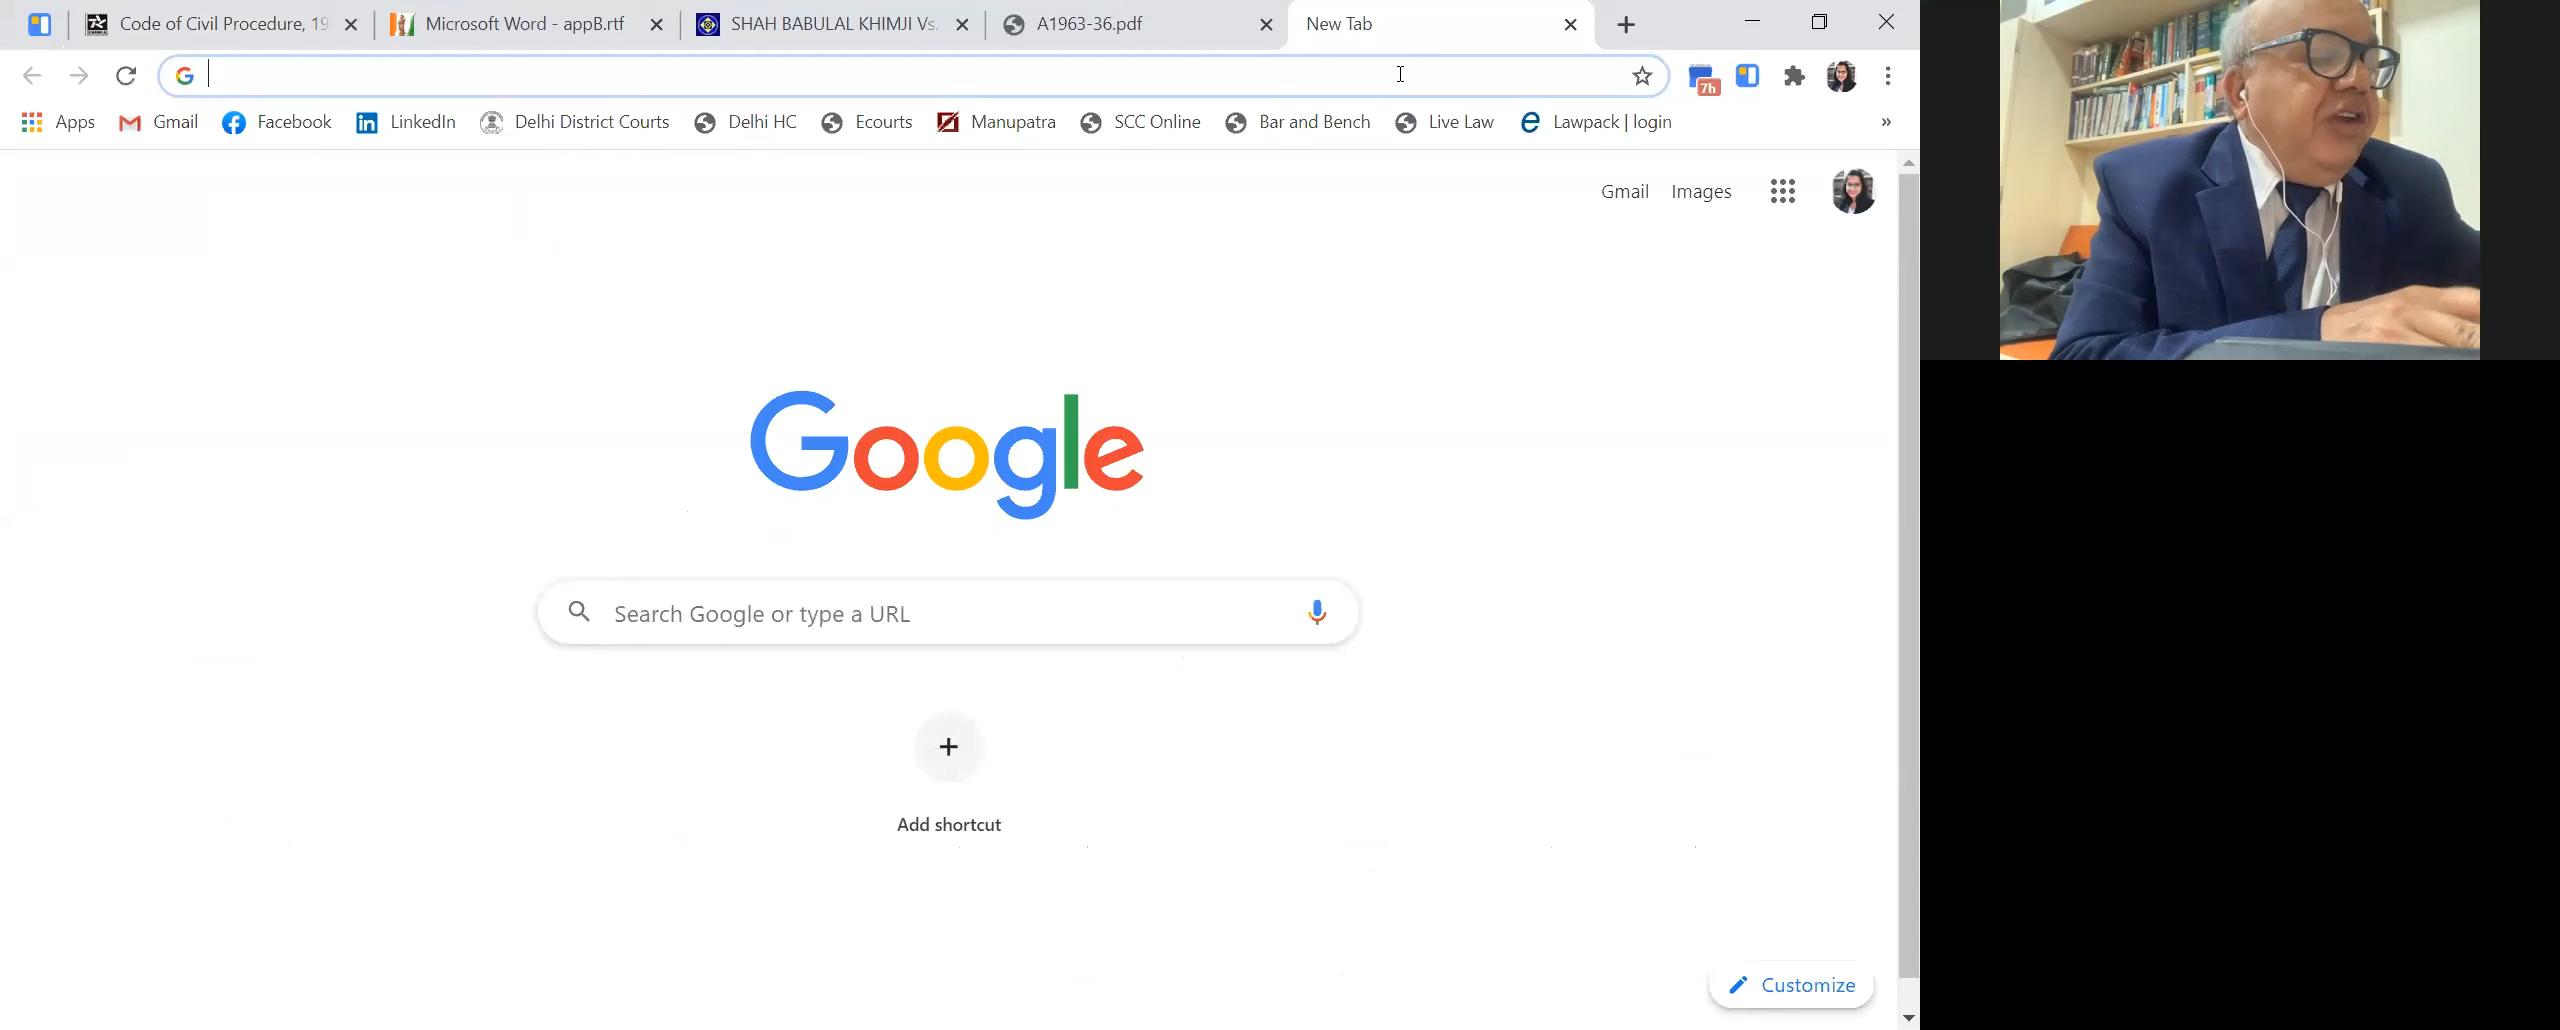 Code of Civil Procedure, 19
Microsoft Word - appB.rtf
SHAH BABULAL KHIMJI Vs.
A1963-36.pdf
New Tab
7h
Apps
Gmail
Facebook
LinkedIn
Delhi District Courts
Delhi HC
Ecourts
Manupatra
SCC Online
Bar and Bench
Live Law
Lawpack | login
»
Gmail
Images
Google
Search Google or type a URL
Add shortcut
Customize